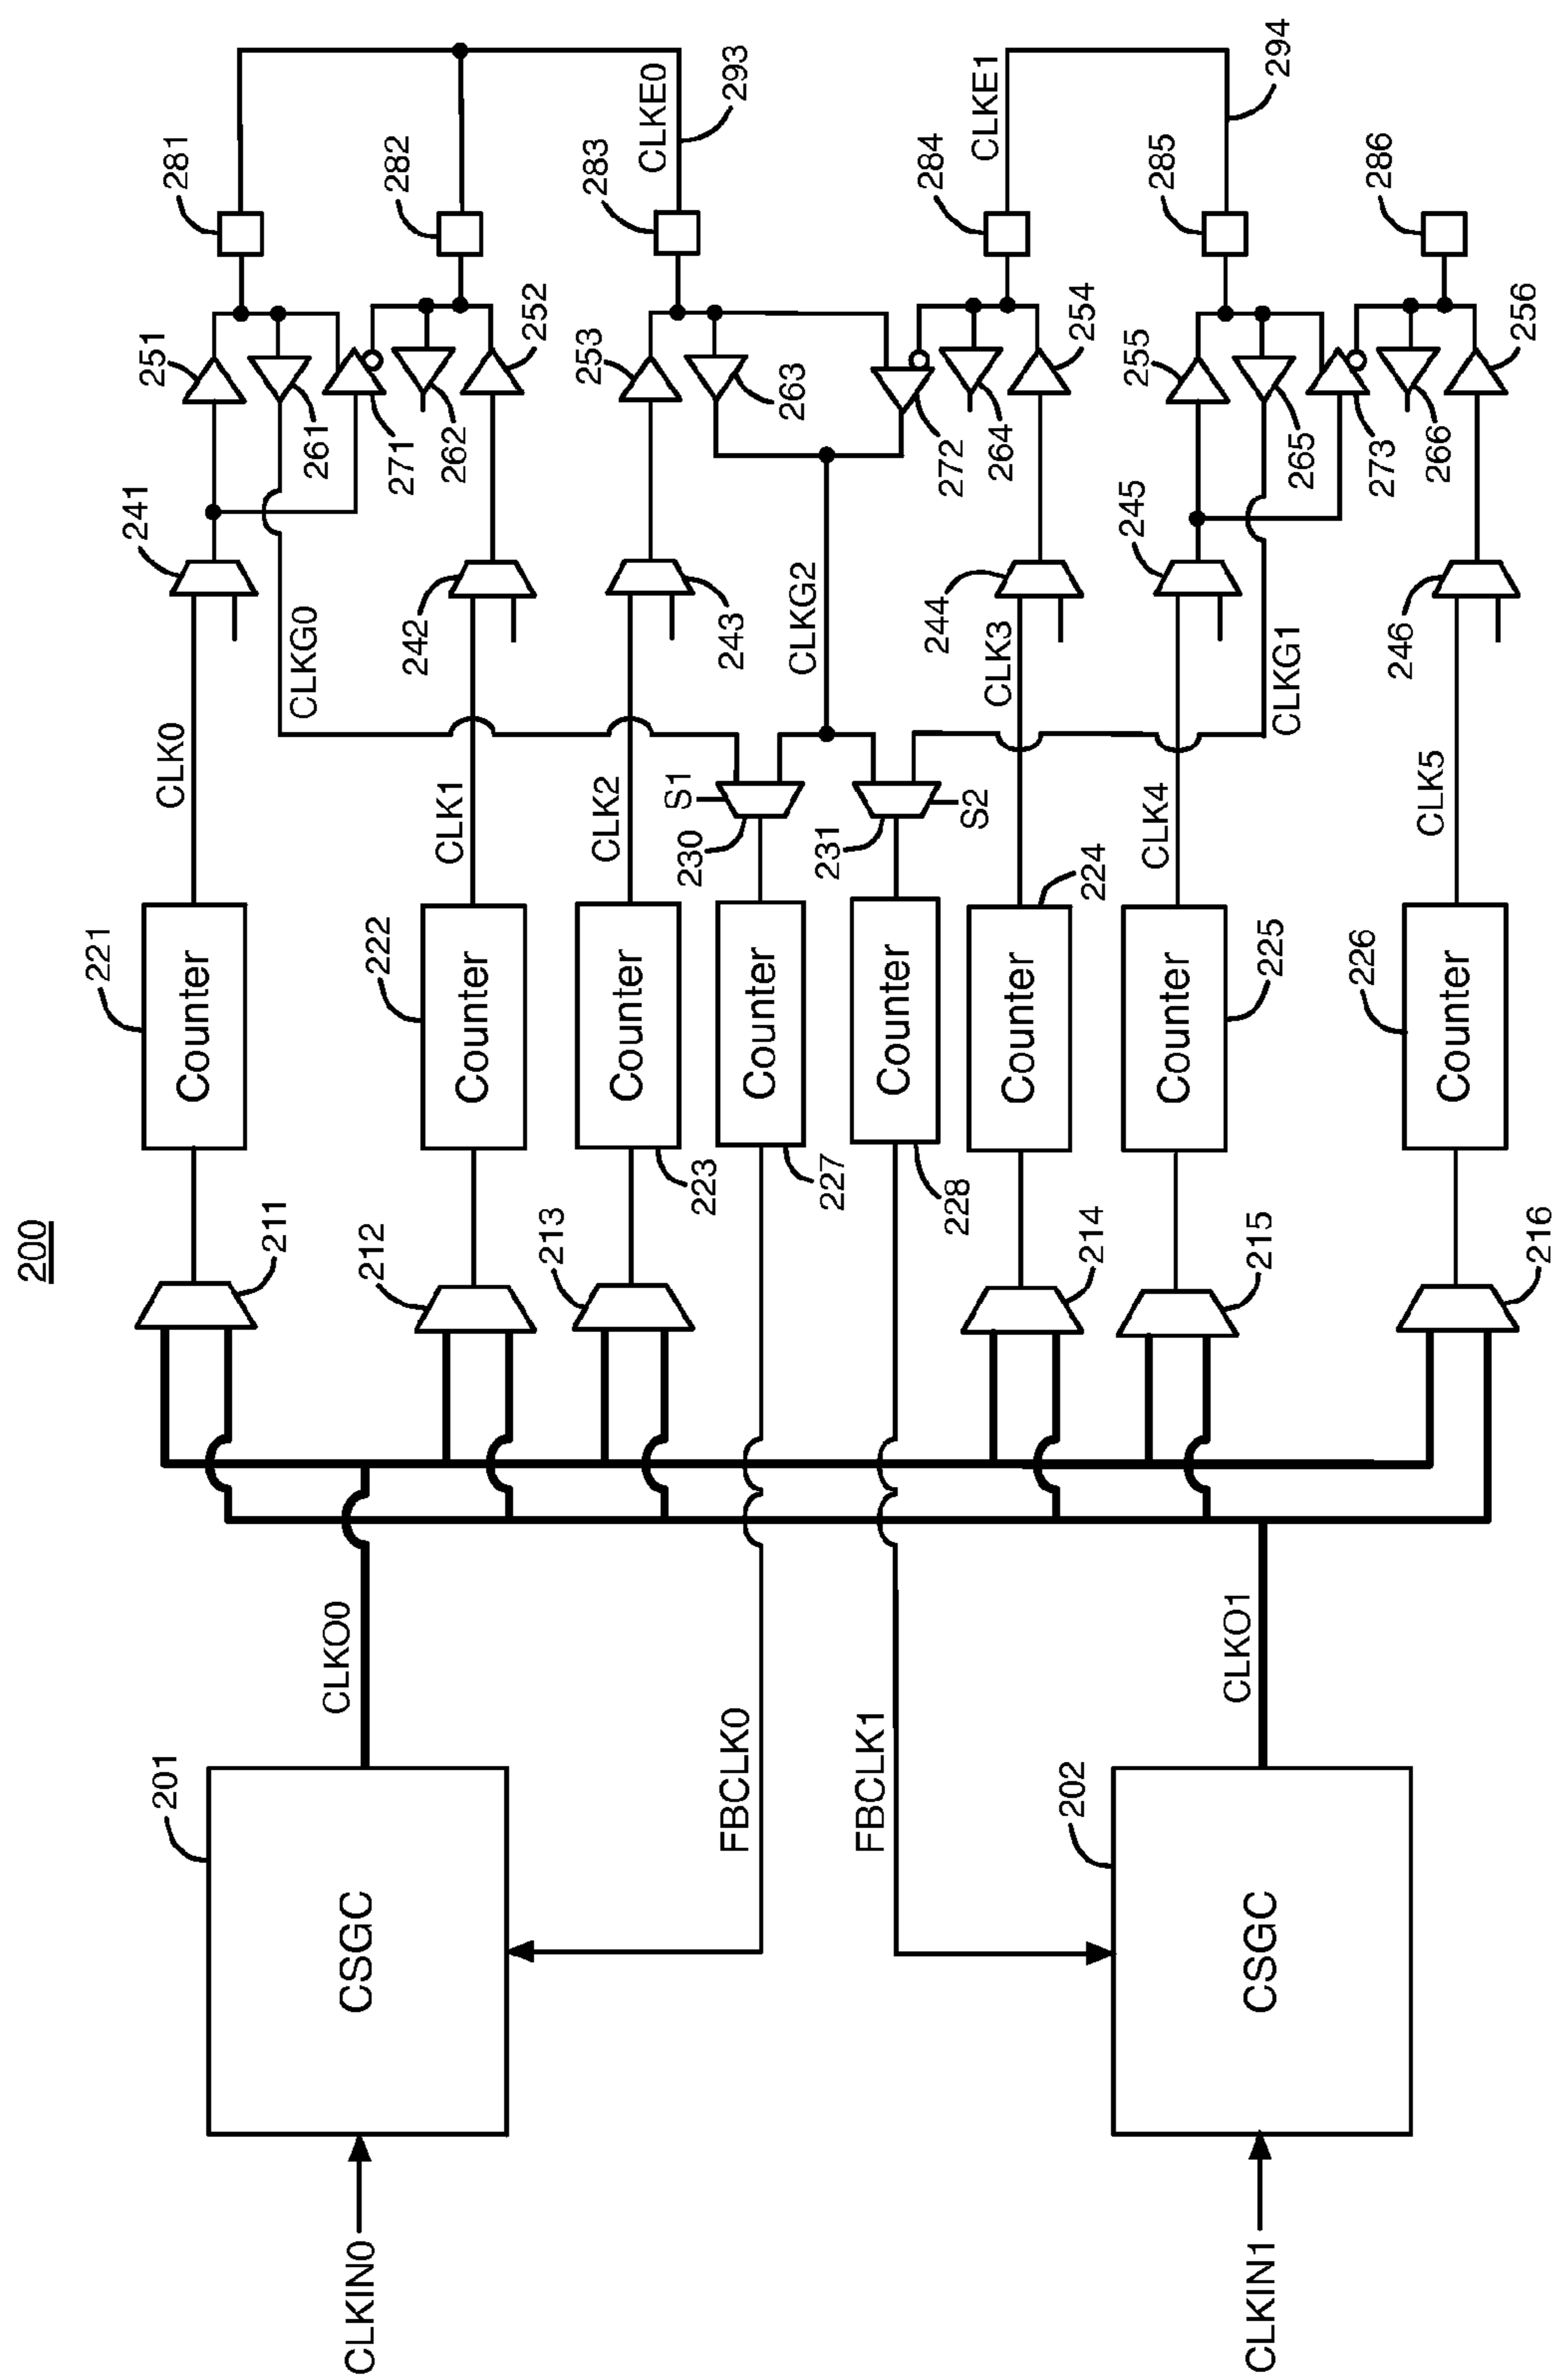 200
281
282
283
CLKE0
293
284
CLKE1
285
294
286
251
261
271
262
252
253
263
272
264
254
255
265
273
266
256
241
242
243
244
245
246
CLKG0
CLKG2
CLKG1
CLK0
CLK1
CLK2
CLK3
CLK4
CLK5
S1
S2
230
231
221
Counter
222
Counter
223
Counter
227
Counter
228
Counter
224
Counter
225
Counter
226
Counter
211
212
213
214
215
216
CLKO0
CLKO1
FBCLK0
FBCLK1
201
CSGC
202
CSGC
CLKIN0
CLKIN1